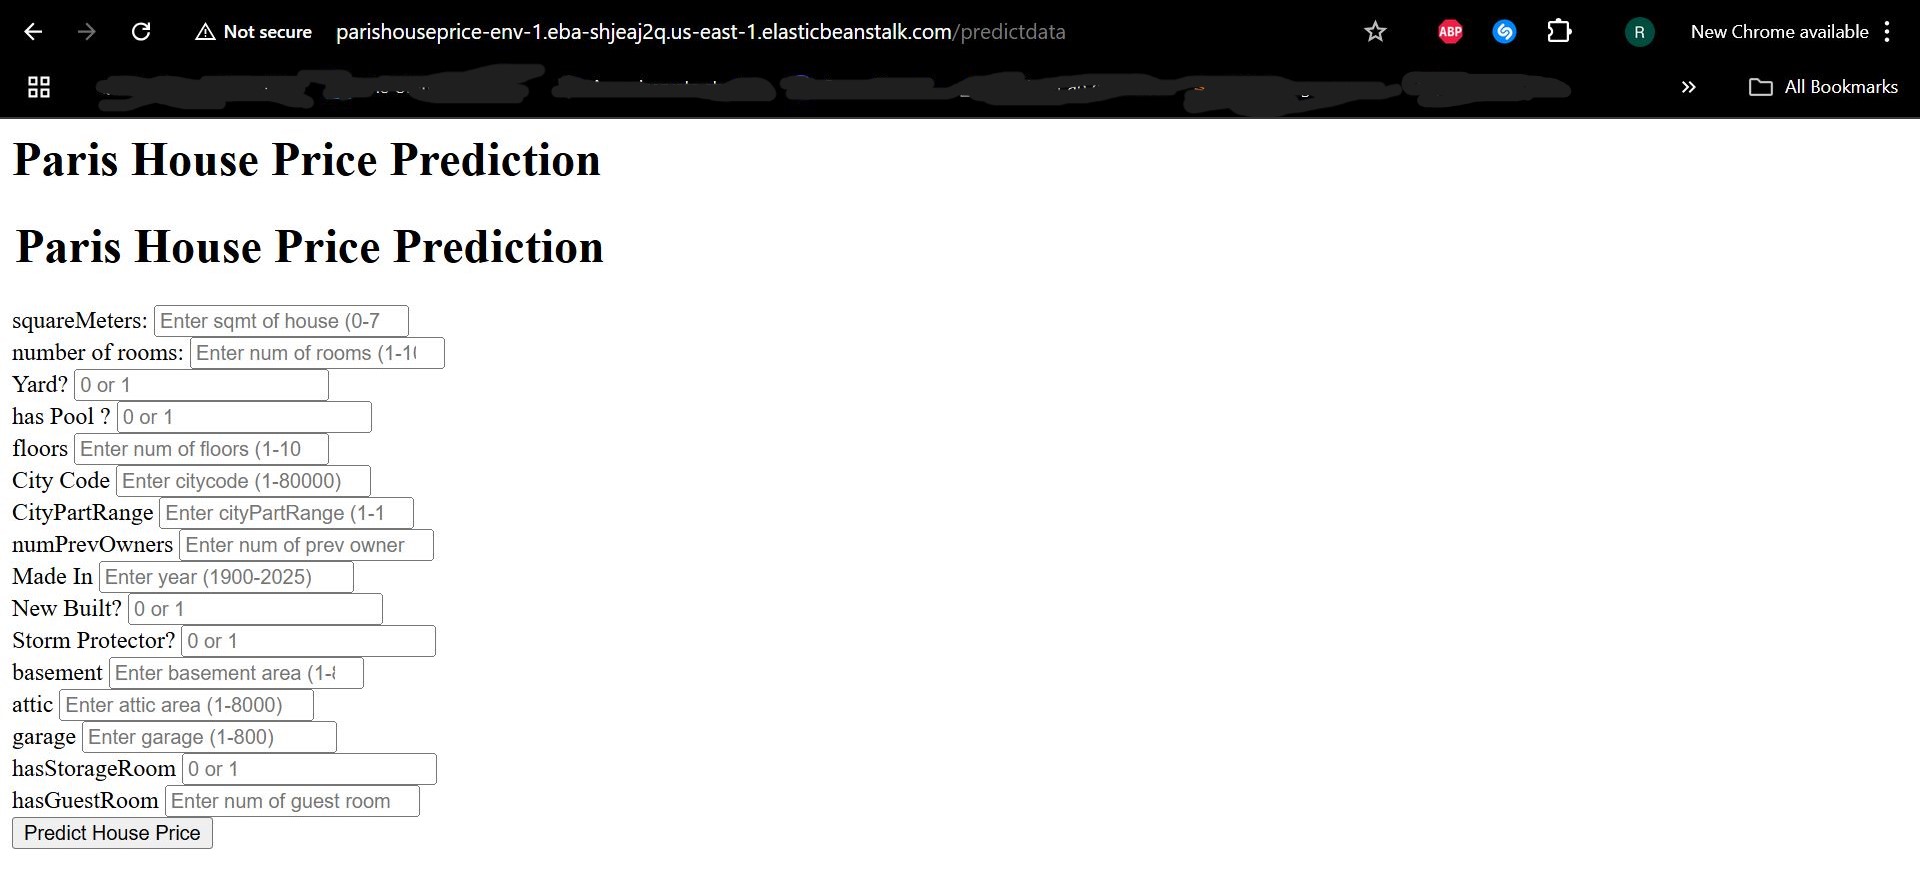 Not secure parishouseprice-env-1.eba-shjeaj2q.us-east-1.elasticbeanstalk.com/predictdata ABP R New Chrome available
» All Bookmarks
Paris House Price Prediction
Paris House Price Prediction
squareMeters: Enter sqmt of house (0-7
number of rooms: Enter num of rooms (1-1
Yard? 0 or 1
has Pool ? 0 or 1
floors Enter num of floors (1-10
City Code Enter citycode (1-80000)
CityPartRange Enter cityPartRange (1-1
numPrevOwners Enter num of prev owner
Made In Enter year (1900-2025)
New Built? 0 or 1
Storm Protector? 0 or 1
basement Enter basement area (1-
attic Enter attic area (1-8000)
garage Enter garage (1-800)
hasStorageRoom 0 or 1
hasGuestRoom Enter num of guest room
Predict House Price